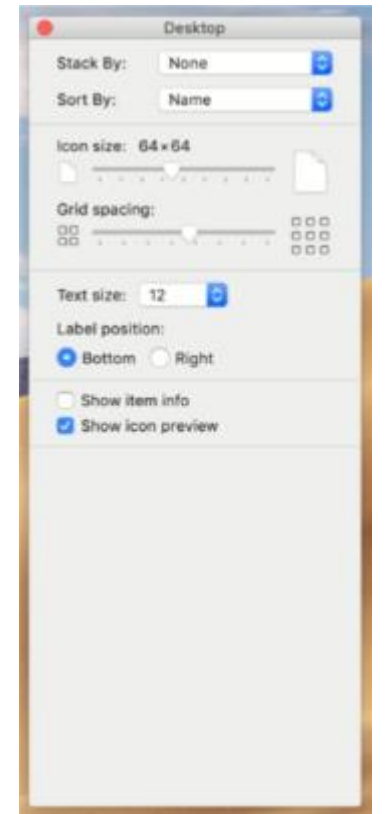 Desktop
Stack By: None
Sort By: Name
Icon size: 64×64
Grid spacing:
Text size: 12
Label position:
Bottom Right
Show item info
Show icon preview